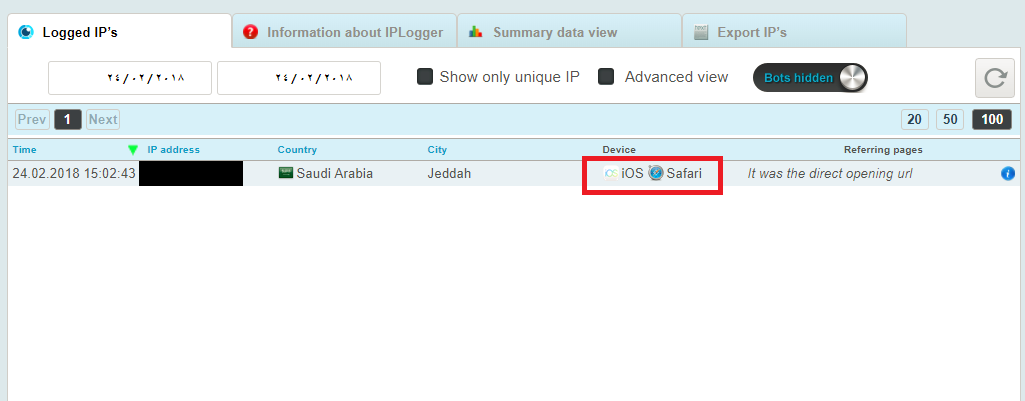 Logged IP's Information about IPLogger Summary data view Export IP's
٢٤/٠٢/٢٠١٨ ٢٤/٠٢/٢٠١٨ Show only unique IP Advanced view Bots hidden
Prev 1 Next 20 50 100
Time IP address Country City Device Referring pages
24.02.2018 15:02:43 Saudi Arabia Jeddah iOS Safari It was the direct opening url